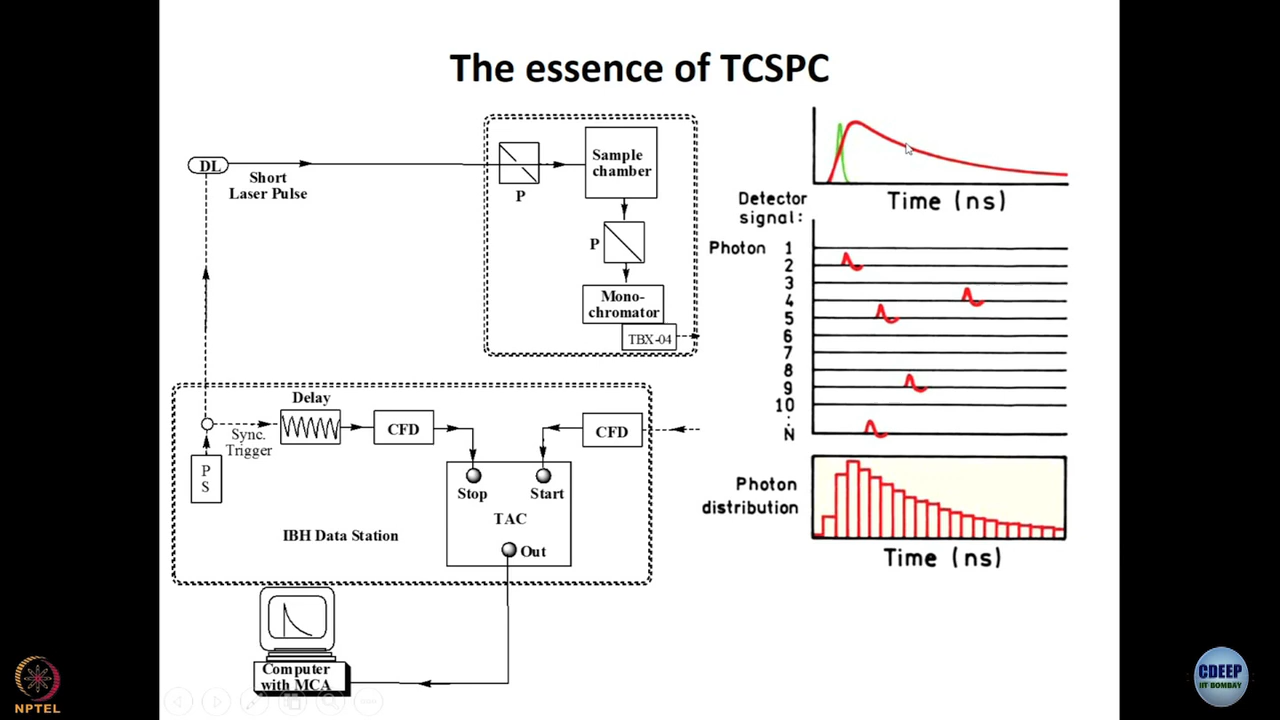 The essence of TCSPC
DL
Short
Laser Pulse
P
Sample
chamber
P
Mono-
chromator
TBX-04
Delay
CFD
CFD
Sync.
Trigger
P
S
Stop
Start
TAC
Out
IBH Data Station
Computer
with MCA
Time (ns)
Detector
signal:
Photon 1
2
3
4
5
6
7
8
9
10
N
Photon
distribution
Time (ns)
NPTEL
CDEEP
IIT BOMBAY